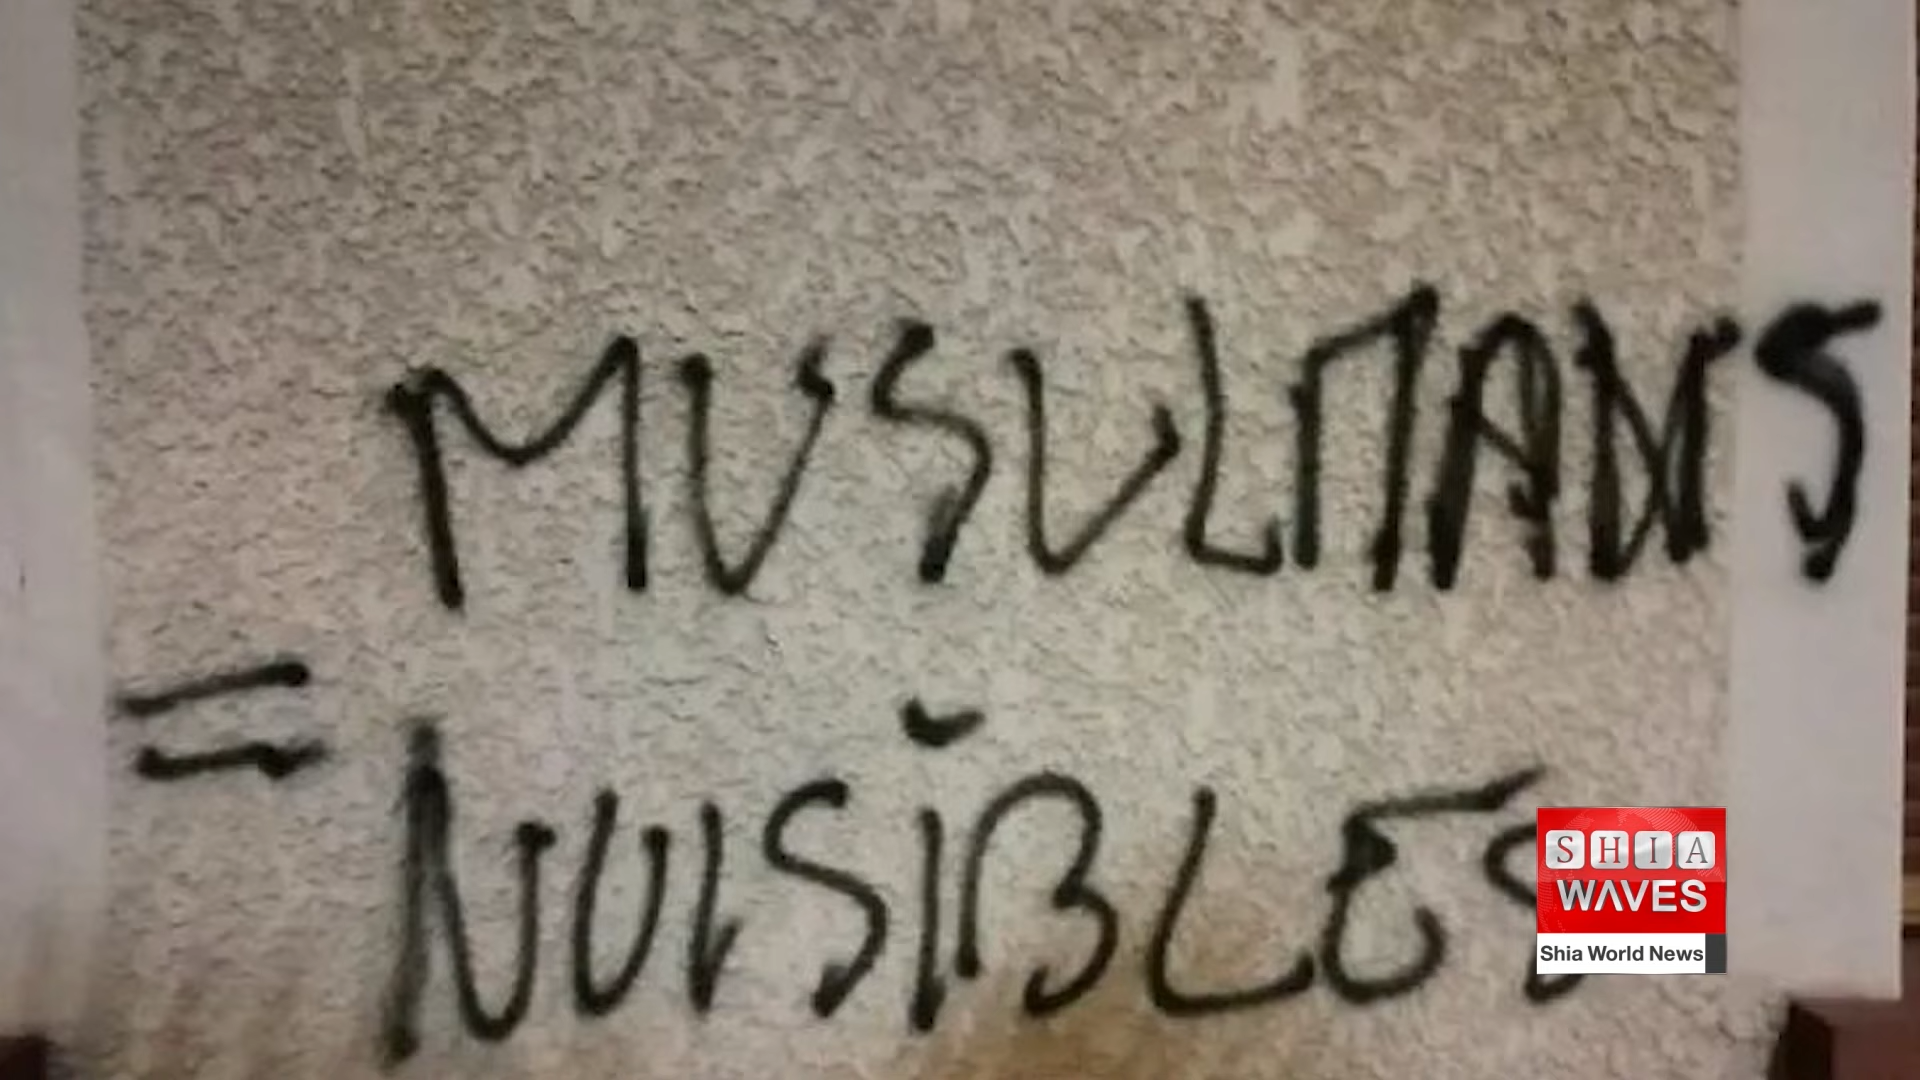 MUSULMANS
= NUISIBLES
SHIA
WAVES
Shia World News